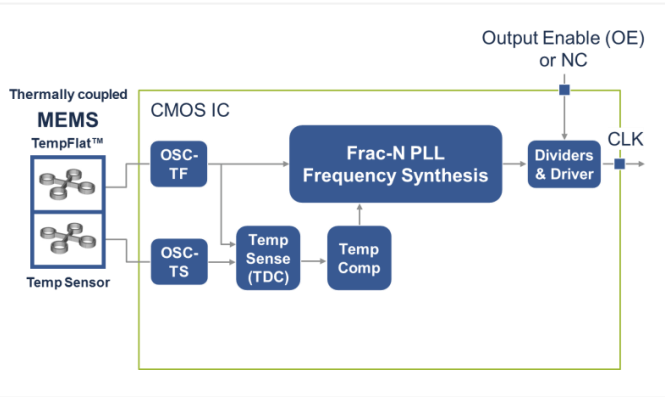 Output Enable (OE)
or NC
Thermally coupled
MEMS
TempFlat™
CMOS IC
CLK
OSC-
TF
Frac-N PLL
Frequency Synthesis
Dividers
& Driver
OSC-
TS
Temp
Sense
(TDC)
Temp
Comp
Temp Sensor